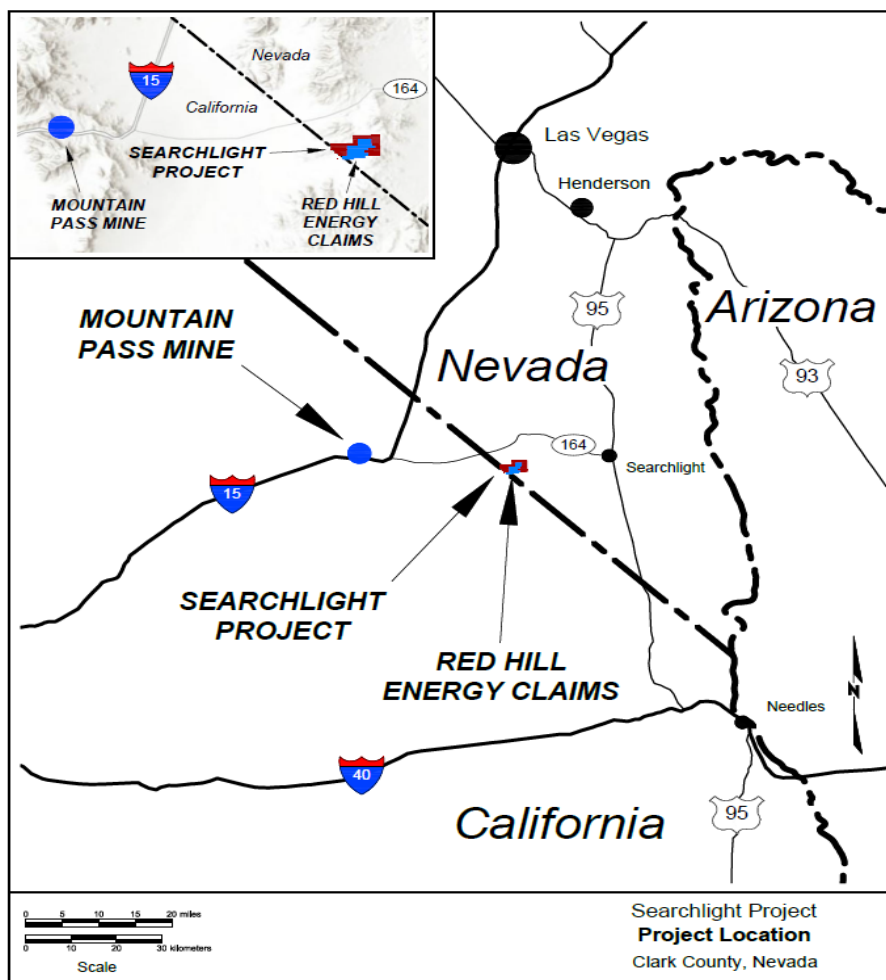 Nevada
15
California
164
SEARCHLIGHT
PROJECT
MOUNTAIN
PASS MINE
RED HILL
ENERGY
CLAIMS
Las Vegas
Henderson
95
Arizona
MOUNTAIN
PASS MINE
Nevada
93
164
Searchlight
15
SEARCHLIGHT
PROJECT
RED HILL
ENERGY CLAIMS
N
Needles
40
95
California
0 5 10 15 20 miles
0 10 20 30 kilometers
Scale
Searchlight Project
Project Location
Clark County, Nevada